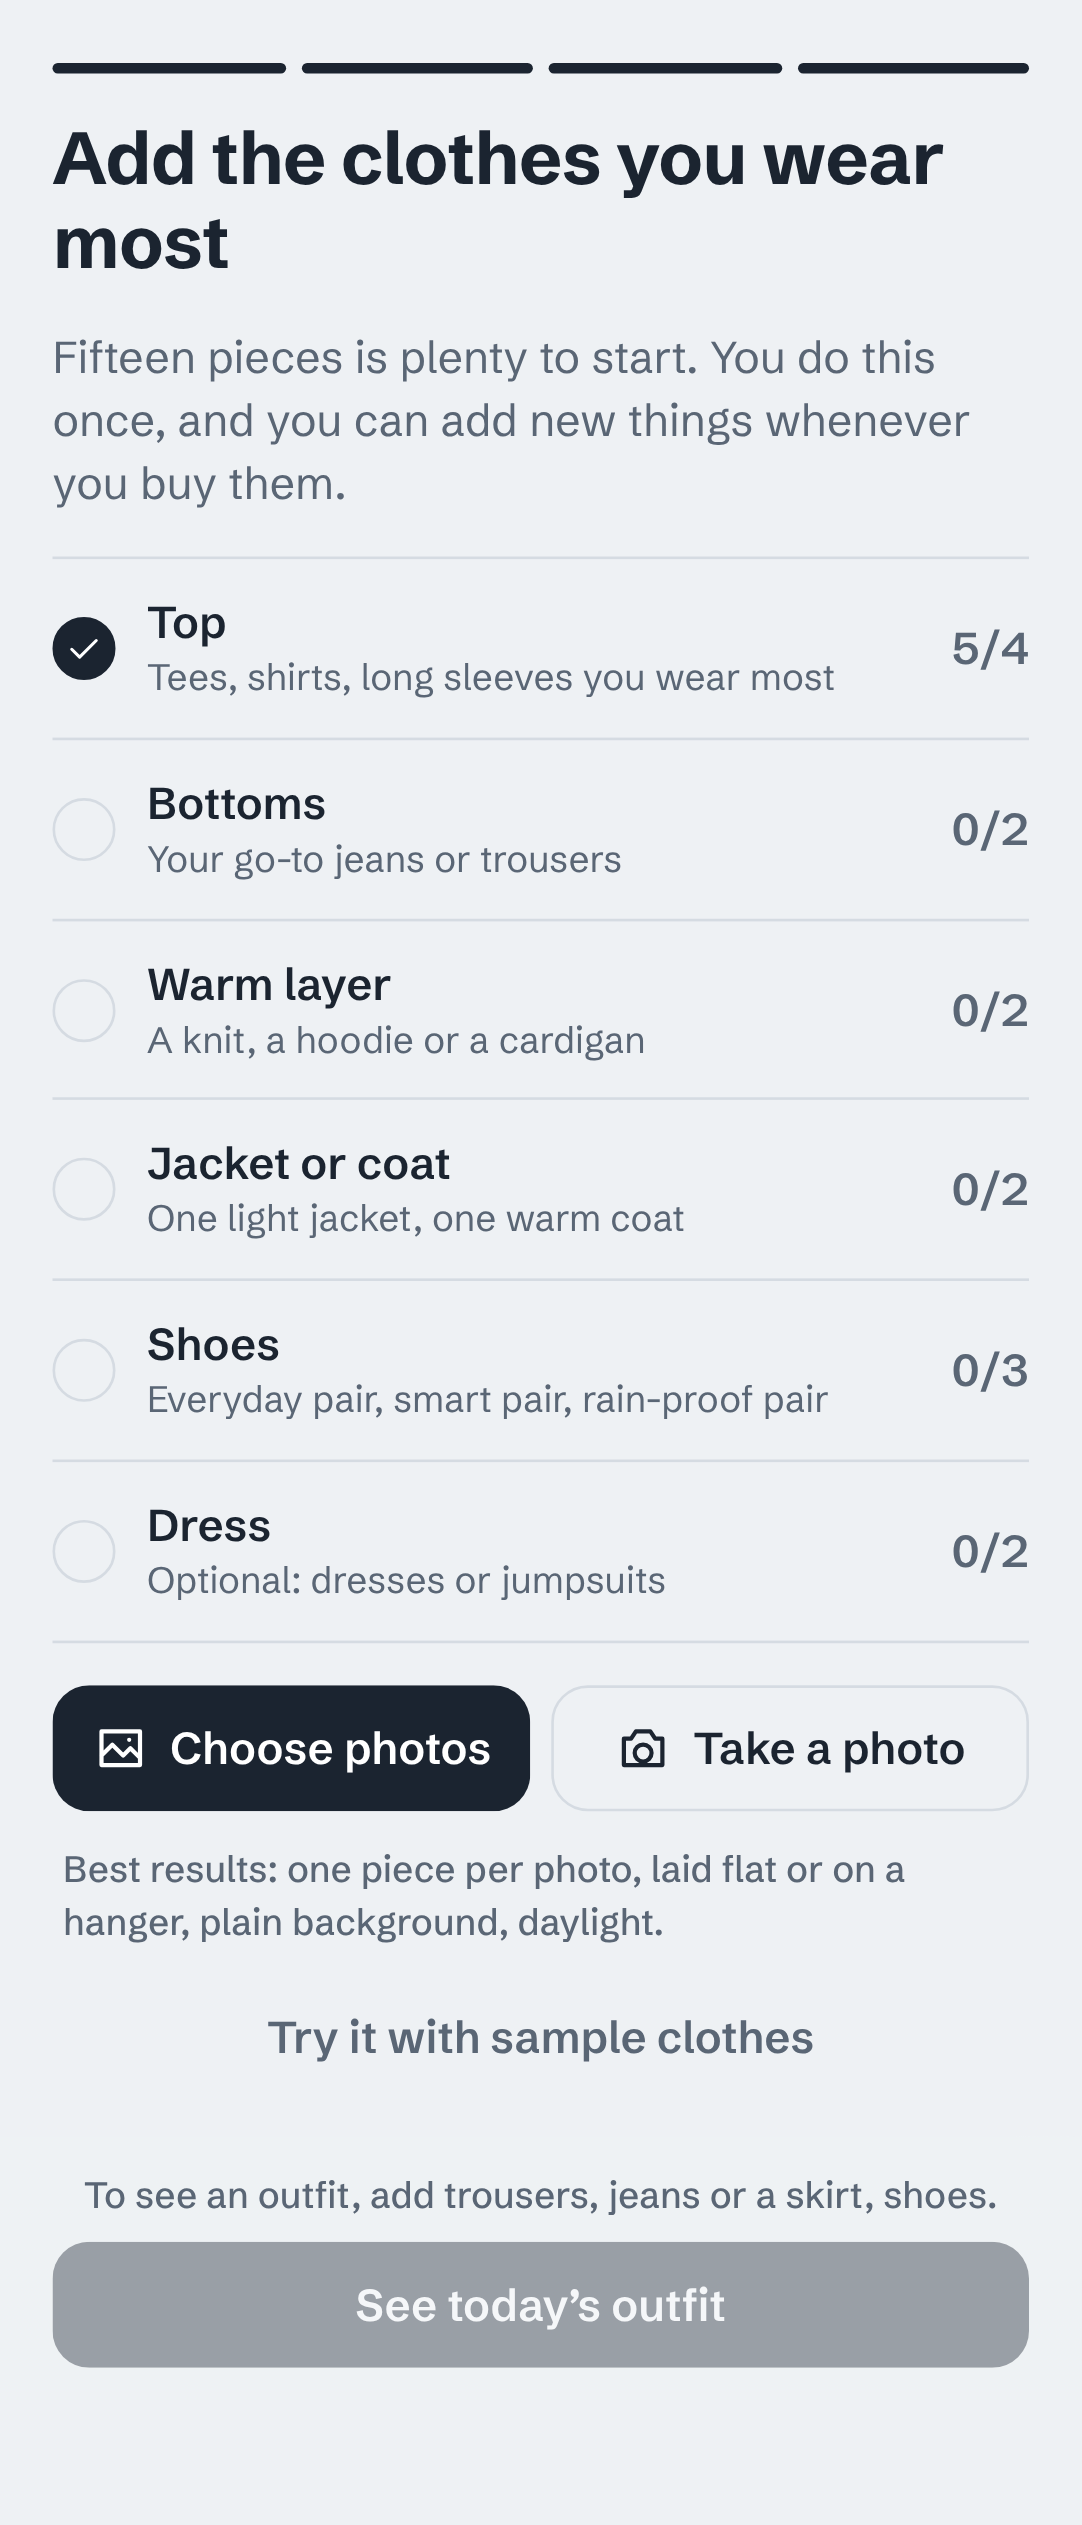 Add the clothes you wear
most
Fifteen pieces is plenty to start. You do this
once, and you can add new things whenever
you buy them.
Top
Tees, shirts, long sleeves you wear most
5/4
Bottoms
Your go-to jeans or trousers
0/2
Warm layer
A knit, a hoodie or a cardigan
0/2
Jacket or coat
One light jacket, one warm coat
0/2
Shoes
Everyday pair, smart pair, rain-proof pair
0/3
Dress
Optional: dresses or jumpsuits
0/2
Choose photos
Take a photo
Best results: one piece per photo, laid flat or on a
hanger, plain background, daylight.
Try it with sample clothes
To see an outfit, add trousers, jeans or a skirt, shoes.
See today’s outfit